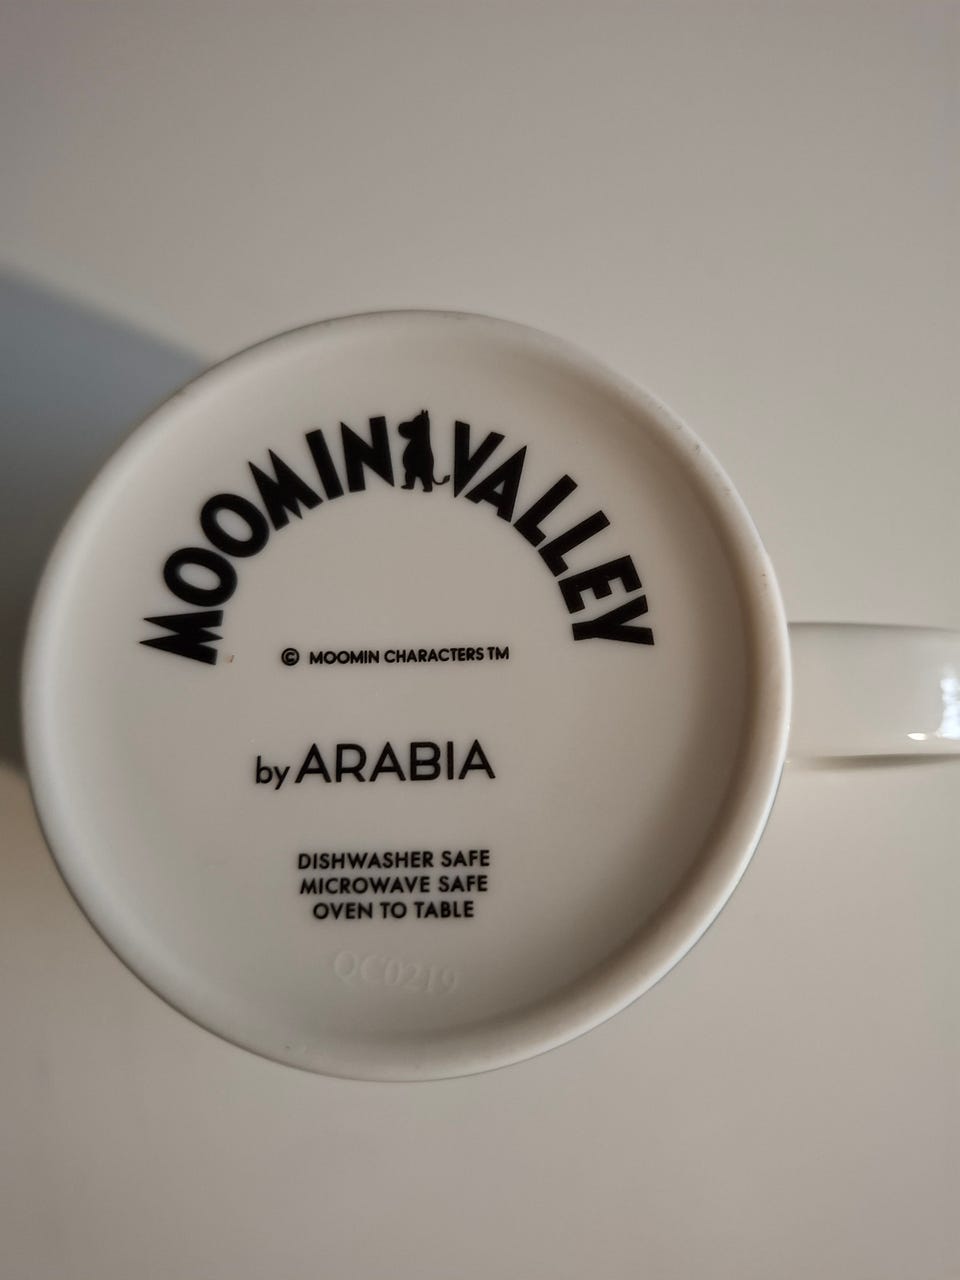 MOOMINVALLEY
© MOOMIN CHARACTERS TM
by ARABIA
DISHWASHER SAFE
MICROWAVE SAFE
OVEN TO TABLE
QC0219